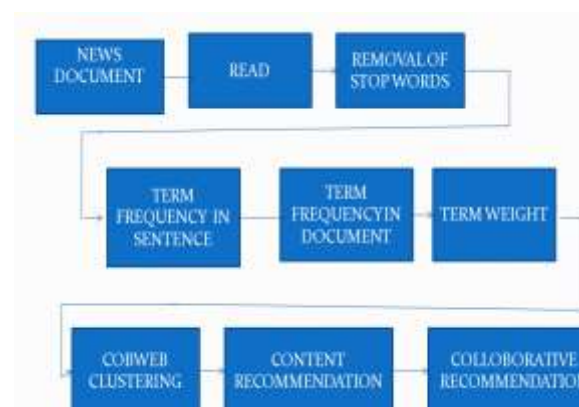 NEWS
DOCUMENT
READ
REMOVAL OF
STOP WORDS
TERM
FREQUENCY IN
SENTENCE
TERM
FREQUENCYIN
DOCUMENT
TERM WEIGHT
COBWEB
CLUSTERING
CONTENT
RECOMMENDATION
COLLOBORATIVE
RECOMMENDATION